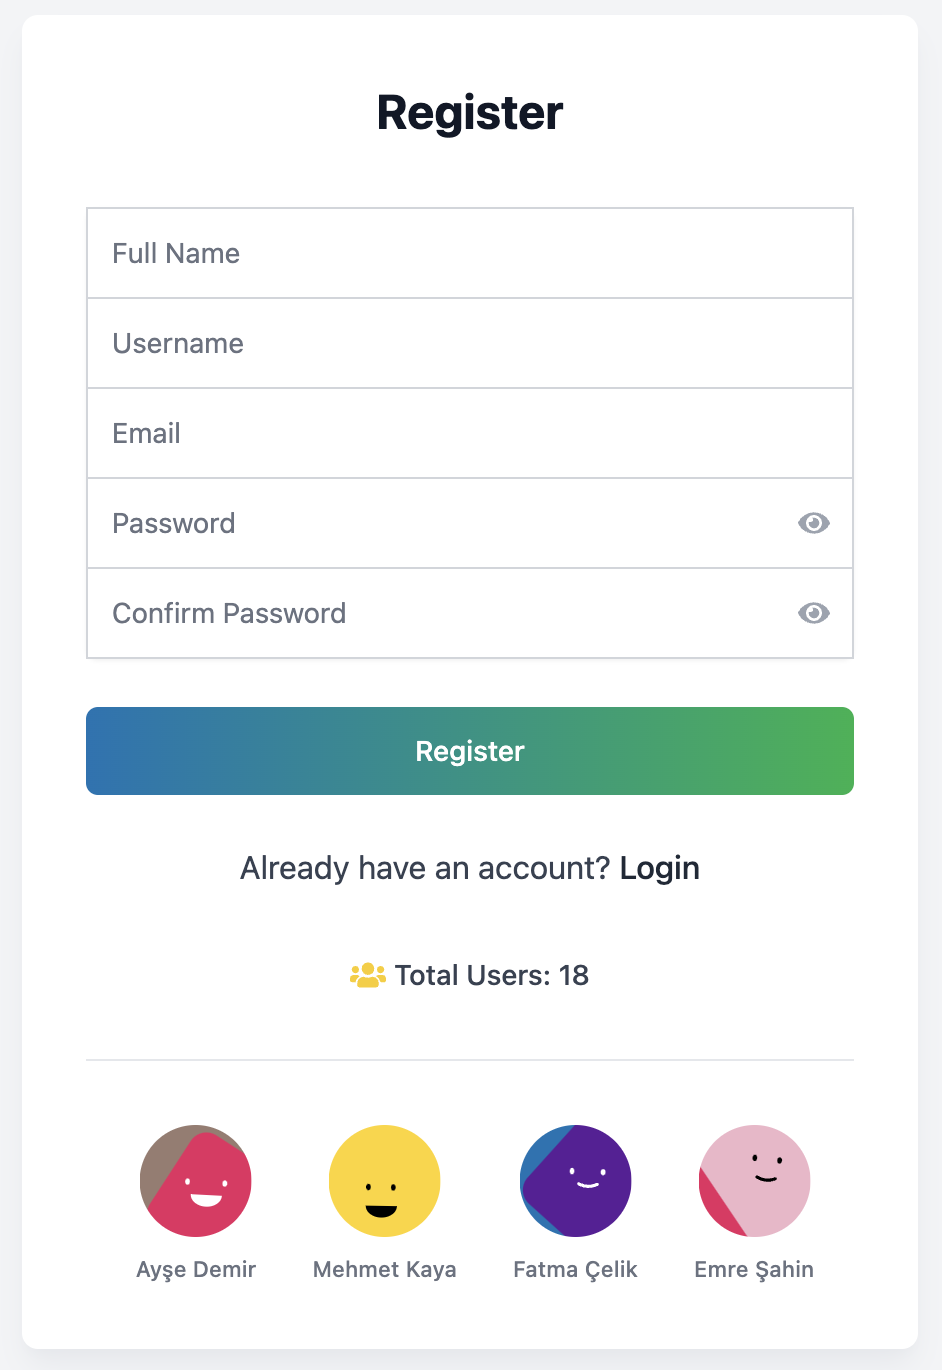 Register
Full Name
Username
Email
Password
Confirm Password
Register
Already have an account? Login
Total Users: 18
Ayşe Demir
Mehmet Kaya
Fatma Çelik
Emre Şahin